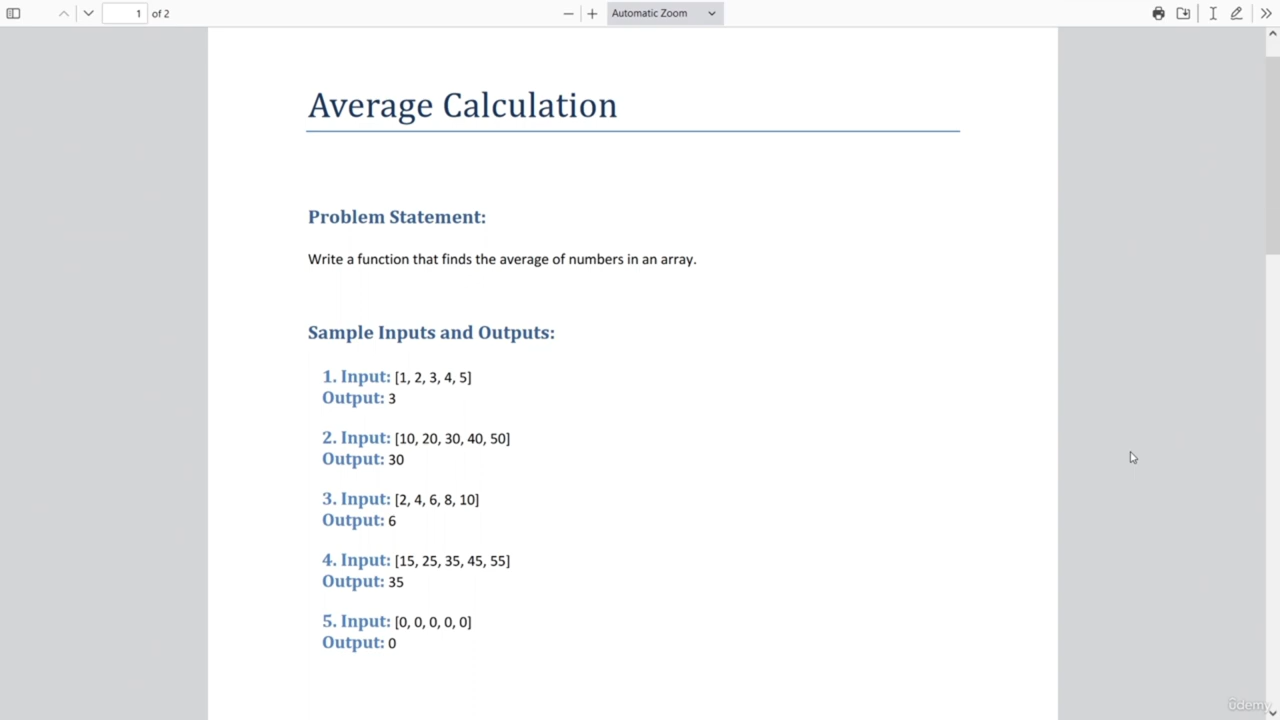 1 of 2
Automatic Zoom
Average Calculation
Problem Statement:
Write a function that finds the average of numbers in an array.
Sample Inputs and Outputs:
1. Input: [1, 2, 3, 4, 5]
Output: 3
2. Input: [10, 20, 30, 40, 50]
Output: 30
3. Input: [2, 4, 6, 8, 10]
Output: 6
4. Input: [15, 25, 35, 45, 55]
Output: 35
5. Input: [0, 0, 0, 0, 0]
Output: 0
ûdemy